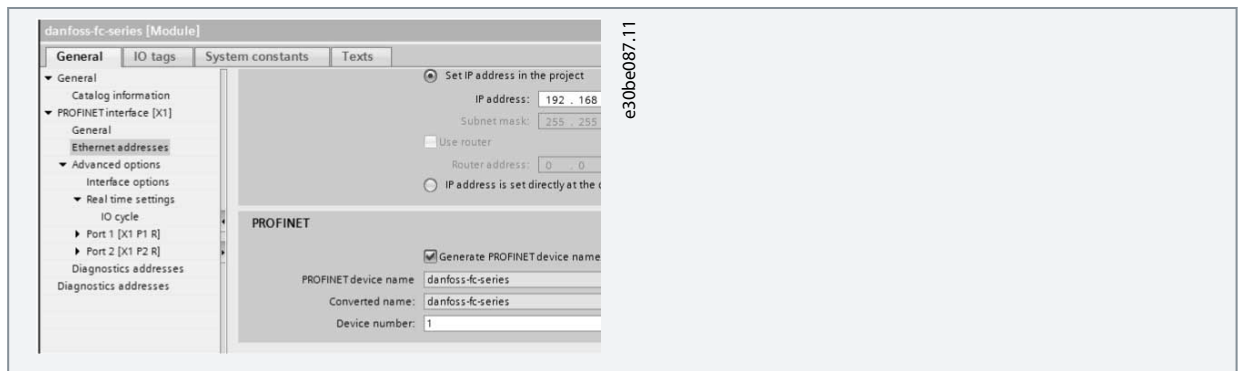 danfoss-fc-series [Module]
General IO tags System constants Texts
General
Catalog information
PROFINET interface [X1]
General
Ethernet addresses
Advanced options
Interface options
Real time settings
IO cycle
Port 1 [X1 P1 R]
Port 2 [X1 P2 R]
Diagnostics addresses
Diagnostics addresses
Set IP address in the project
IP address: 192 . 168
Subnet mask: 255 . 255
Use router
Router address: 0 . 0
IP address is set directly at the
PROFINET
Generate PROFINET device name
PROFINET device name danfoss-fc-series
Converted name: danfoss-fc-series
Device number: 1
e30be087.11